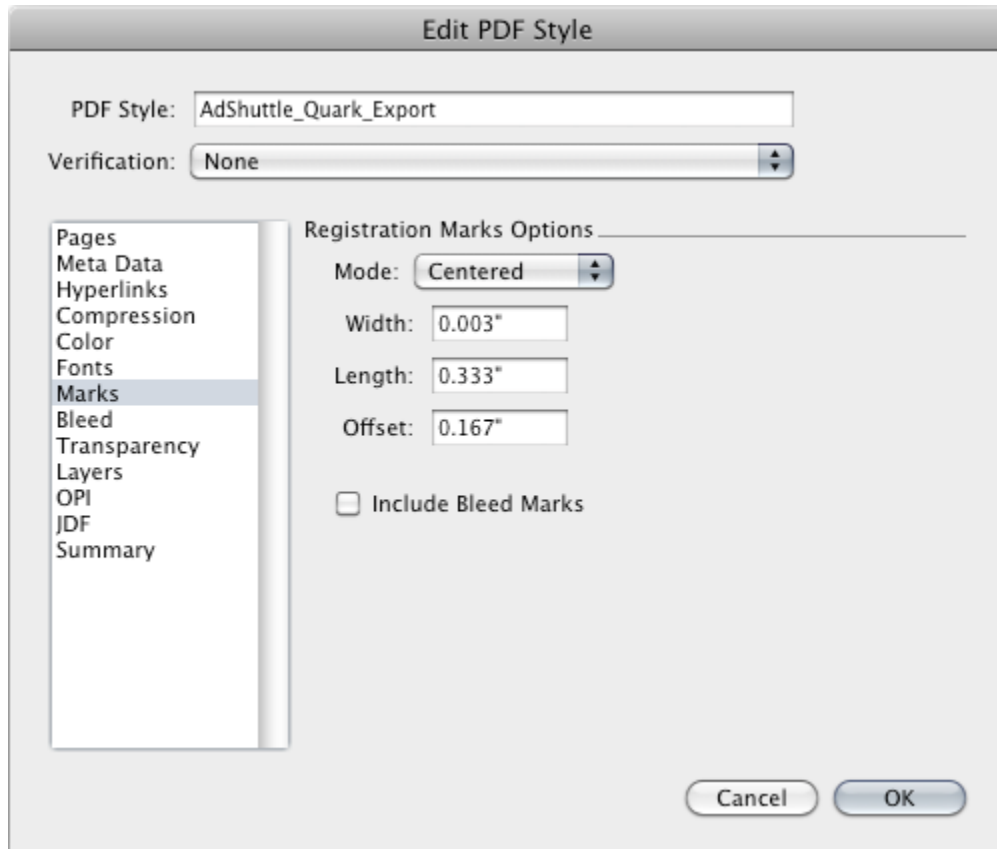 Edit PDF Style
PDF Style: AdShuttle_Quark_Export
Verification: None
Pages
Meta Data
Hyperlinks
Compression
Color
Fonts
Marks
Bleed
Transparency
Layers
OPI
JDF
Summary
Registration Marks Options
Mode: Centered
Width: 0.003"
Length: 0.333"
Offset: 0.167"
Include Bleed Marks
Cancel
OK